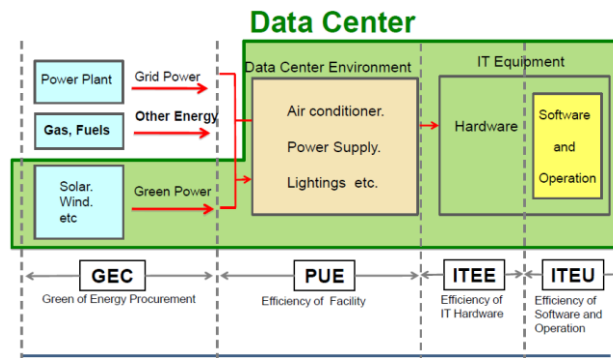 Data Center
Power Plant
Grid Power
Gas, Fuels
Other Energy
Solar.
Wind.
etc
Green Power
Data Center Environment
Air conditioner.
Power Supply.
Lightings etc.
IT Equipment
Hardware
Software
and
Operation
GEC
Green of Energy Procurement
PUE
Efficiency of Facility
ITEE
Efficiency of
IT Hardware
ITEU
Efficiency of
Software and
Operation